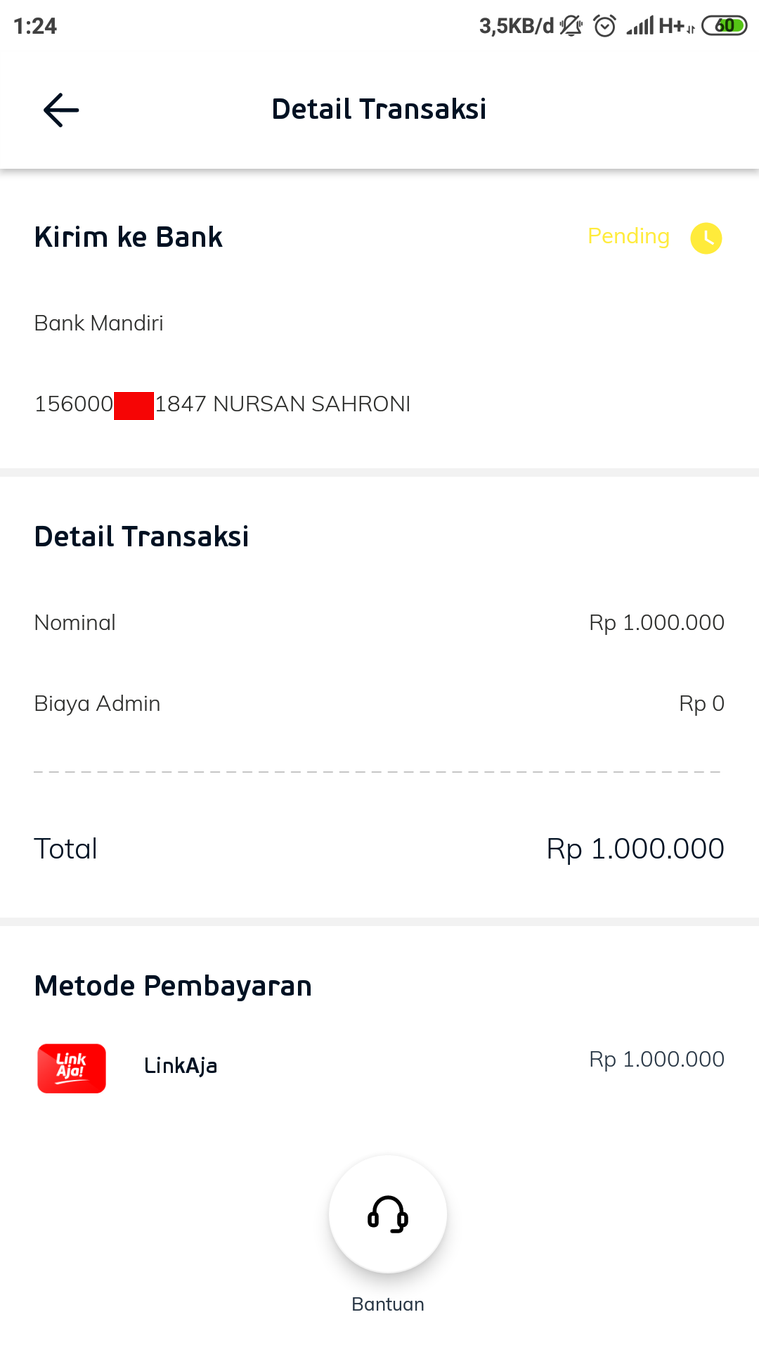 1:24 3,5KB/d H+ 60
Detail Transaksi
Kirim ke Bank Pending
Bank Mandiri
156000 1847 NURSAN SAHRONI
Detail Transaksi
Nominal Rp 1.000.000
Biaya Admin Rp 0
Total Rp 1.000.000
Metode Pembayaran
Link
Aja!
LinkAja Rp 1.000.000
Bantuan